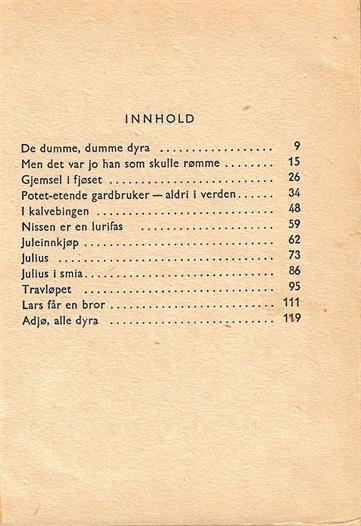 INNHOLD
De dumme, dumme dyra ................ 9
Men det var jo han som skulle rømme ........ 15
Gjemsel i fjøset ........................ 26
Potet-etende gardbruker — aldri i verden...... 34
I kalvebingen .......................... 48
Nissen er en lurifas .................... 59
Juleinnkjøp ............................ 62
Julius ................................ 73
Julius i smia ............................ 86
Travløpet .............................. 95
Lars får en bror ........................ 111
Adjø, alle dyra .......................... 119